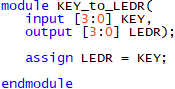 module KEY_to_LEDR(
    input [3:0] KEY,
    output [3:0] LEDR);

    assign LEDR = KEY;

endmodule